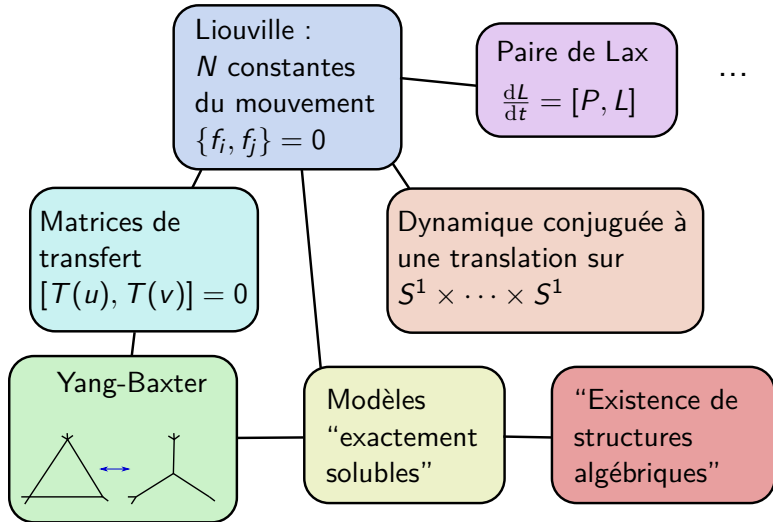 Liouville :
N constantes
du mouvement
{f_i, f_j} = 0
Paire de Lax
dL/dt = [P, L]
...
Matrices de
transfert
[T(u), T(v)] = 0
Dynamique conjuguée à
une translation sur
S¹ × ⋯ × S¹
Yang-Baxter
Modèles
“exactement
solubles”
“Existence de
structures
algébriques”